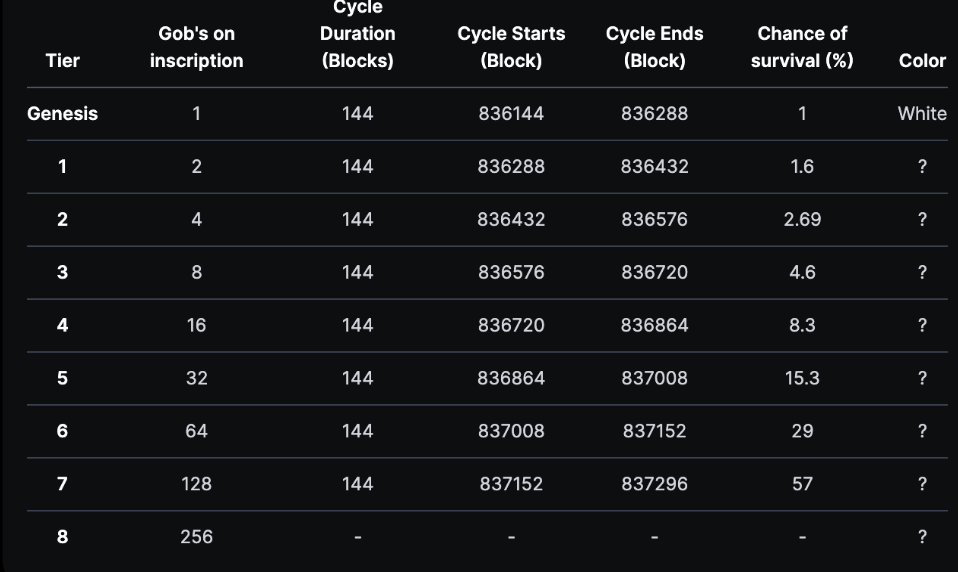 Tier Gob's on inscription Cycle Duration (Blocks) Cycle Starts (Block) Cycle Ends (Block) Chance of survival (%) Color
Genesis 1 144 836144 836288 1 White
1 2 144 836288 836432 1.6 ?
2 4 144 836432 836576 2.69 ?
3 8 144 836576 836720 4.6 ?
4 16 144 836720 836864 8.3 ?
5 32 144 836864 837008 15.3 ?
6 64 144 837008 837152 29 ?
7 128 144 837152 837296 57 ?
8 256 - - - - ?